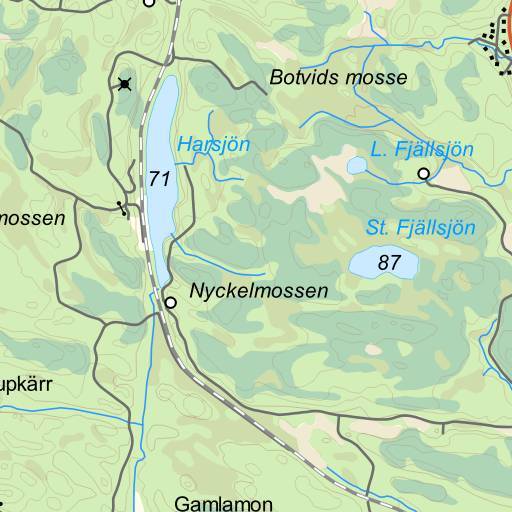 Botvids mosse
Harsjön
L. Fjällsjön
71
mossen
St. Fjällsjön
87
Nyckelmossen
upkärr
Gamlamon